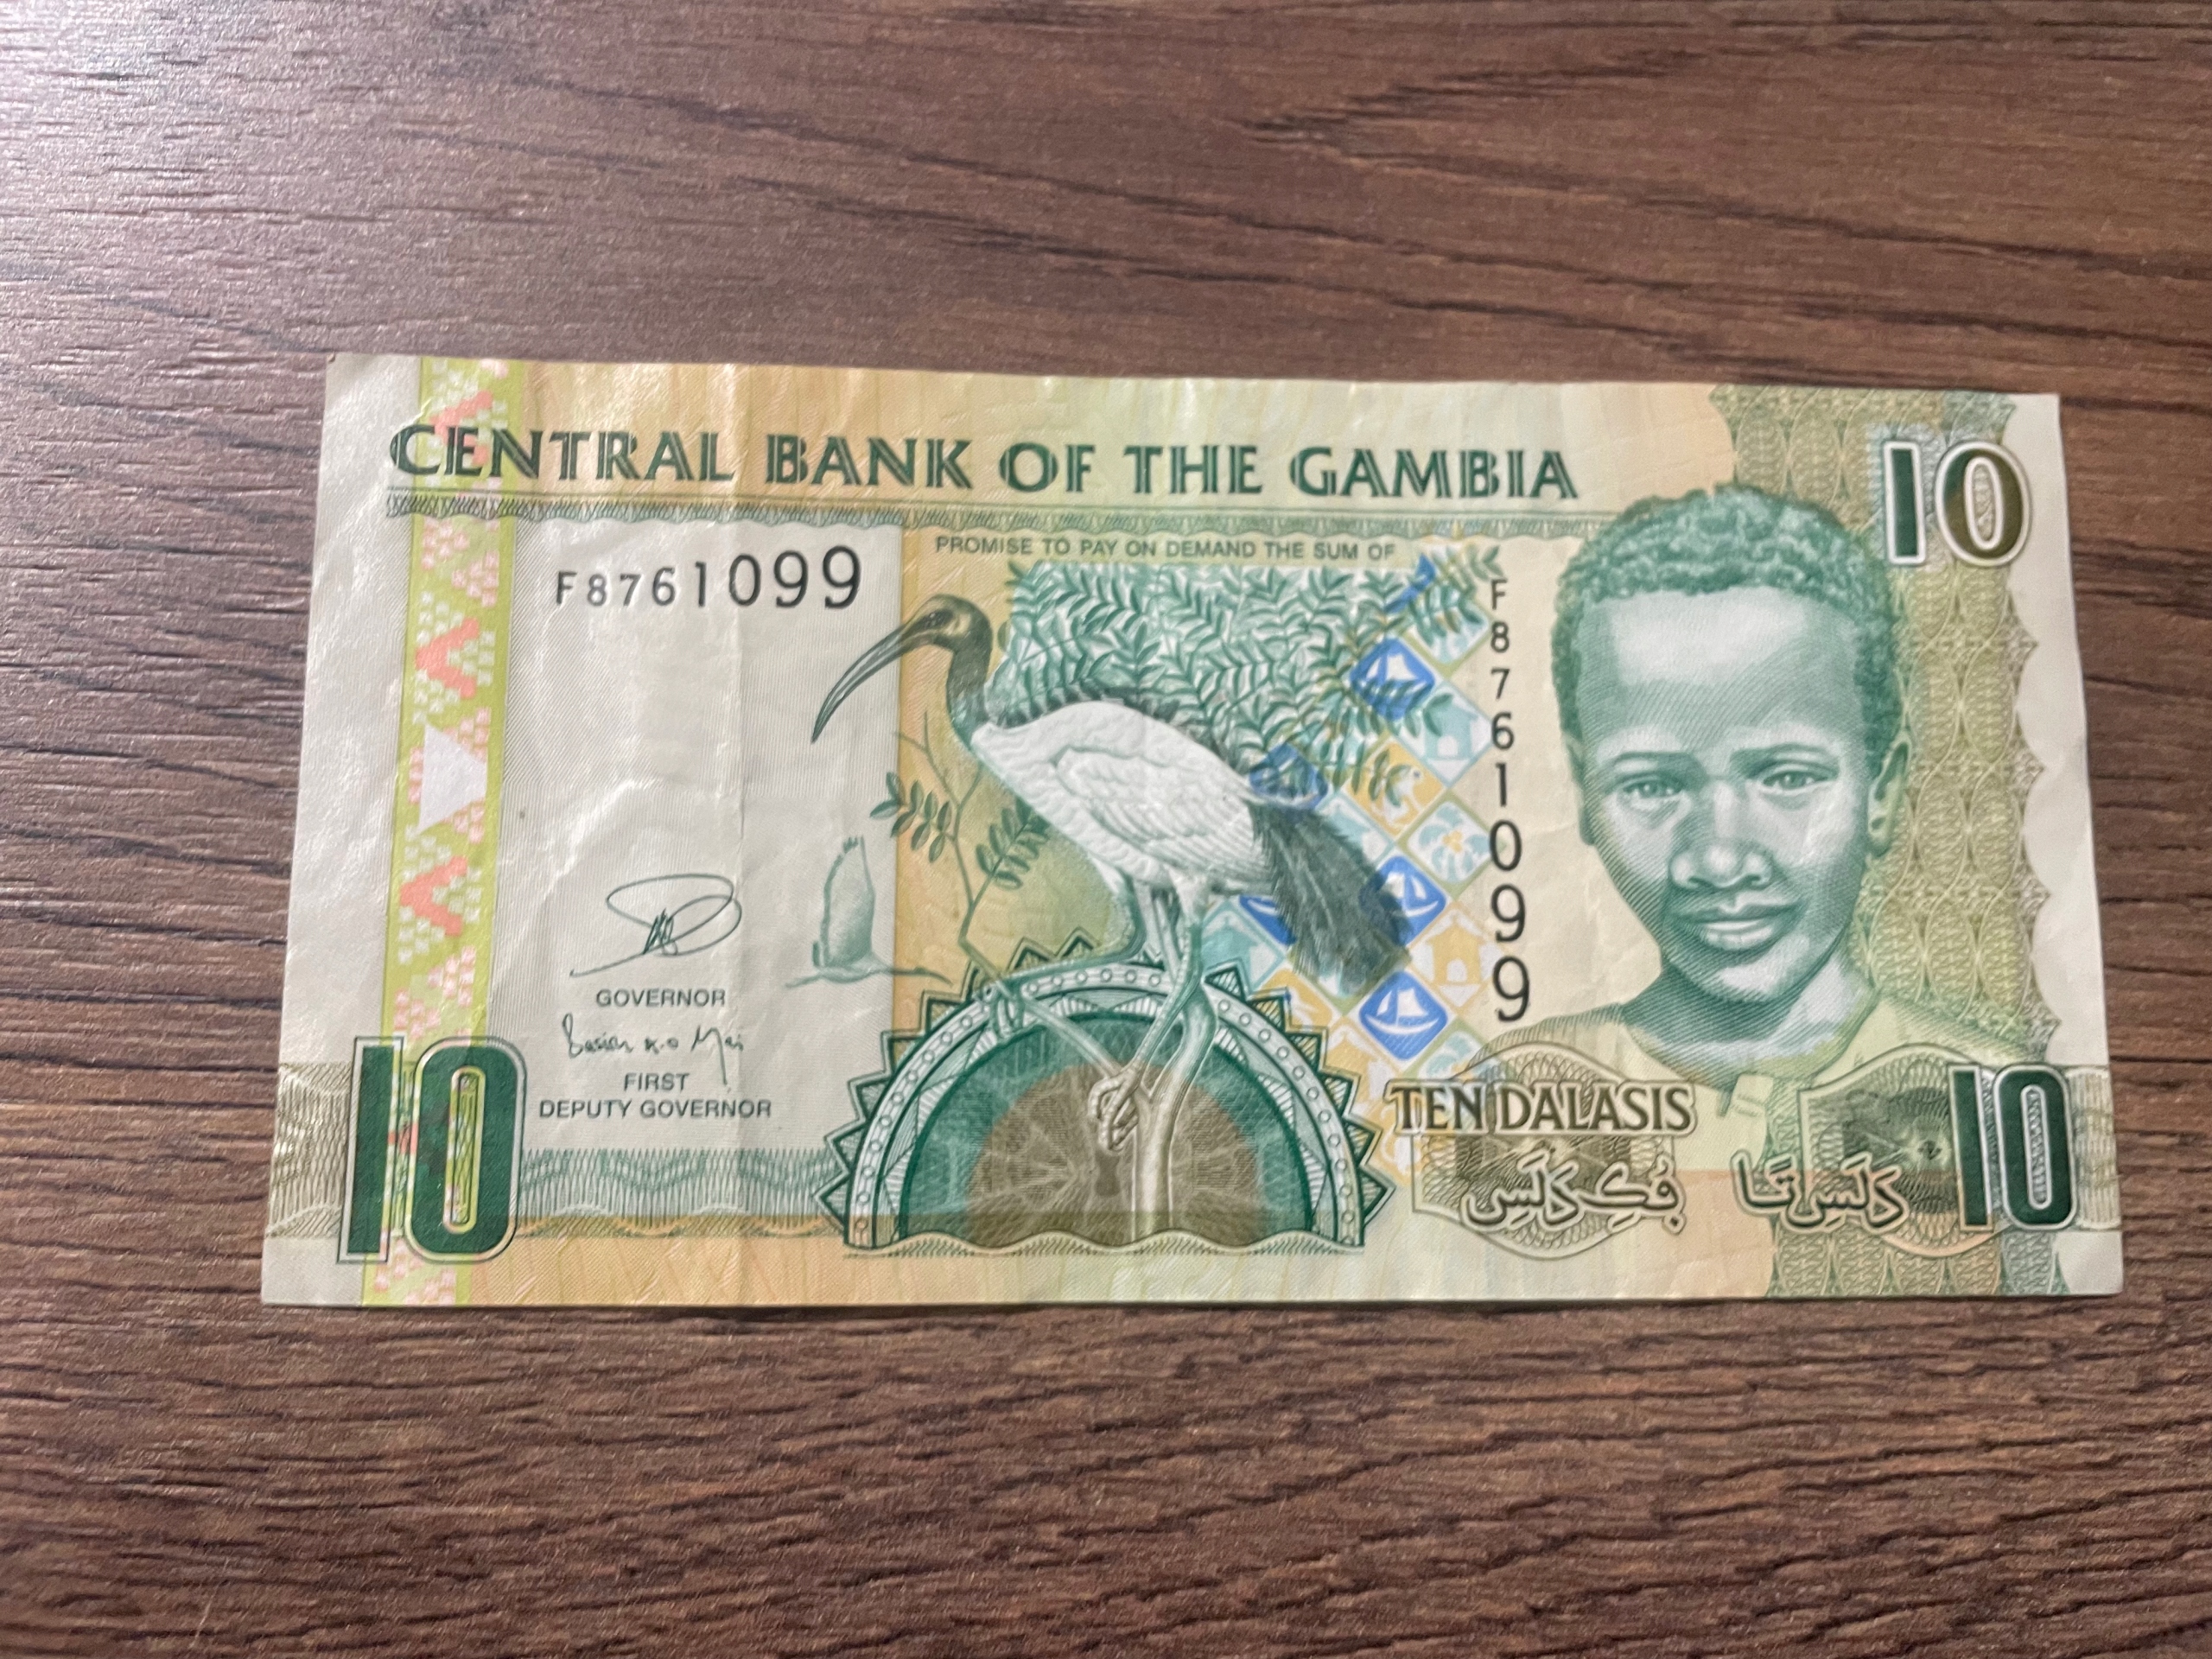 CENTRAL BANK OF THE GAMBIA
10
PROMISE TO PAY ON DEMAND THE SUM OF
F8761099
F8761099
GOVERNOR
FIRST
DEPUTY GOVERNOR
10
TEN DALASIS
10